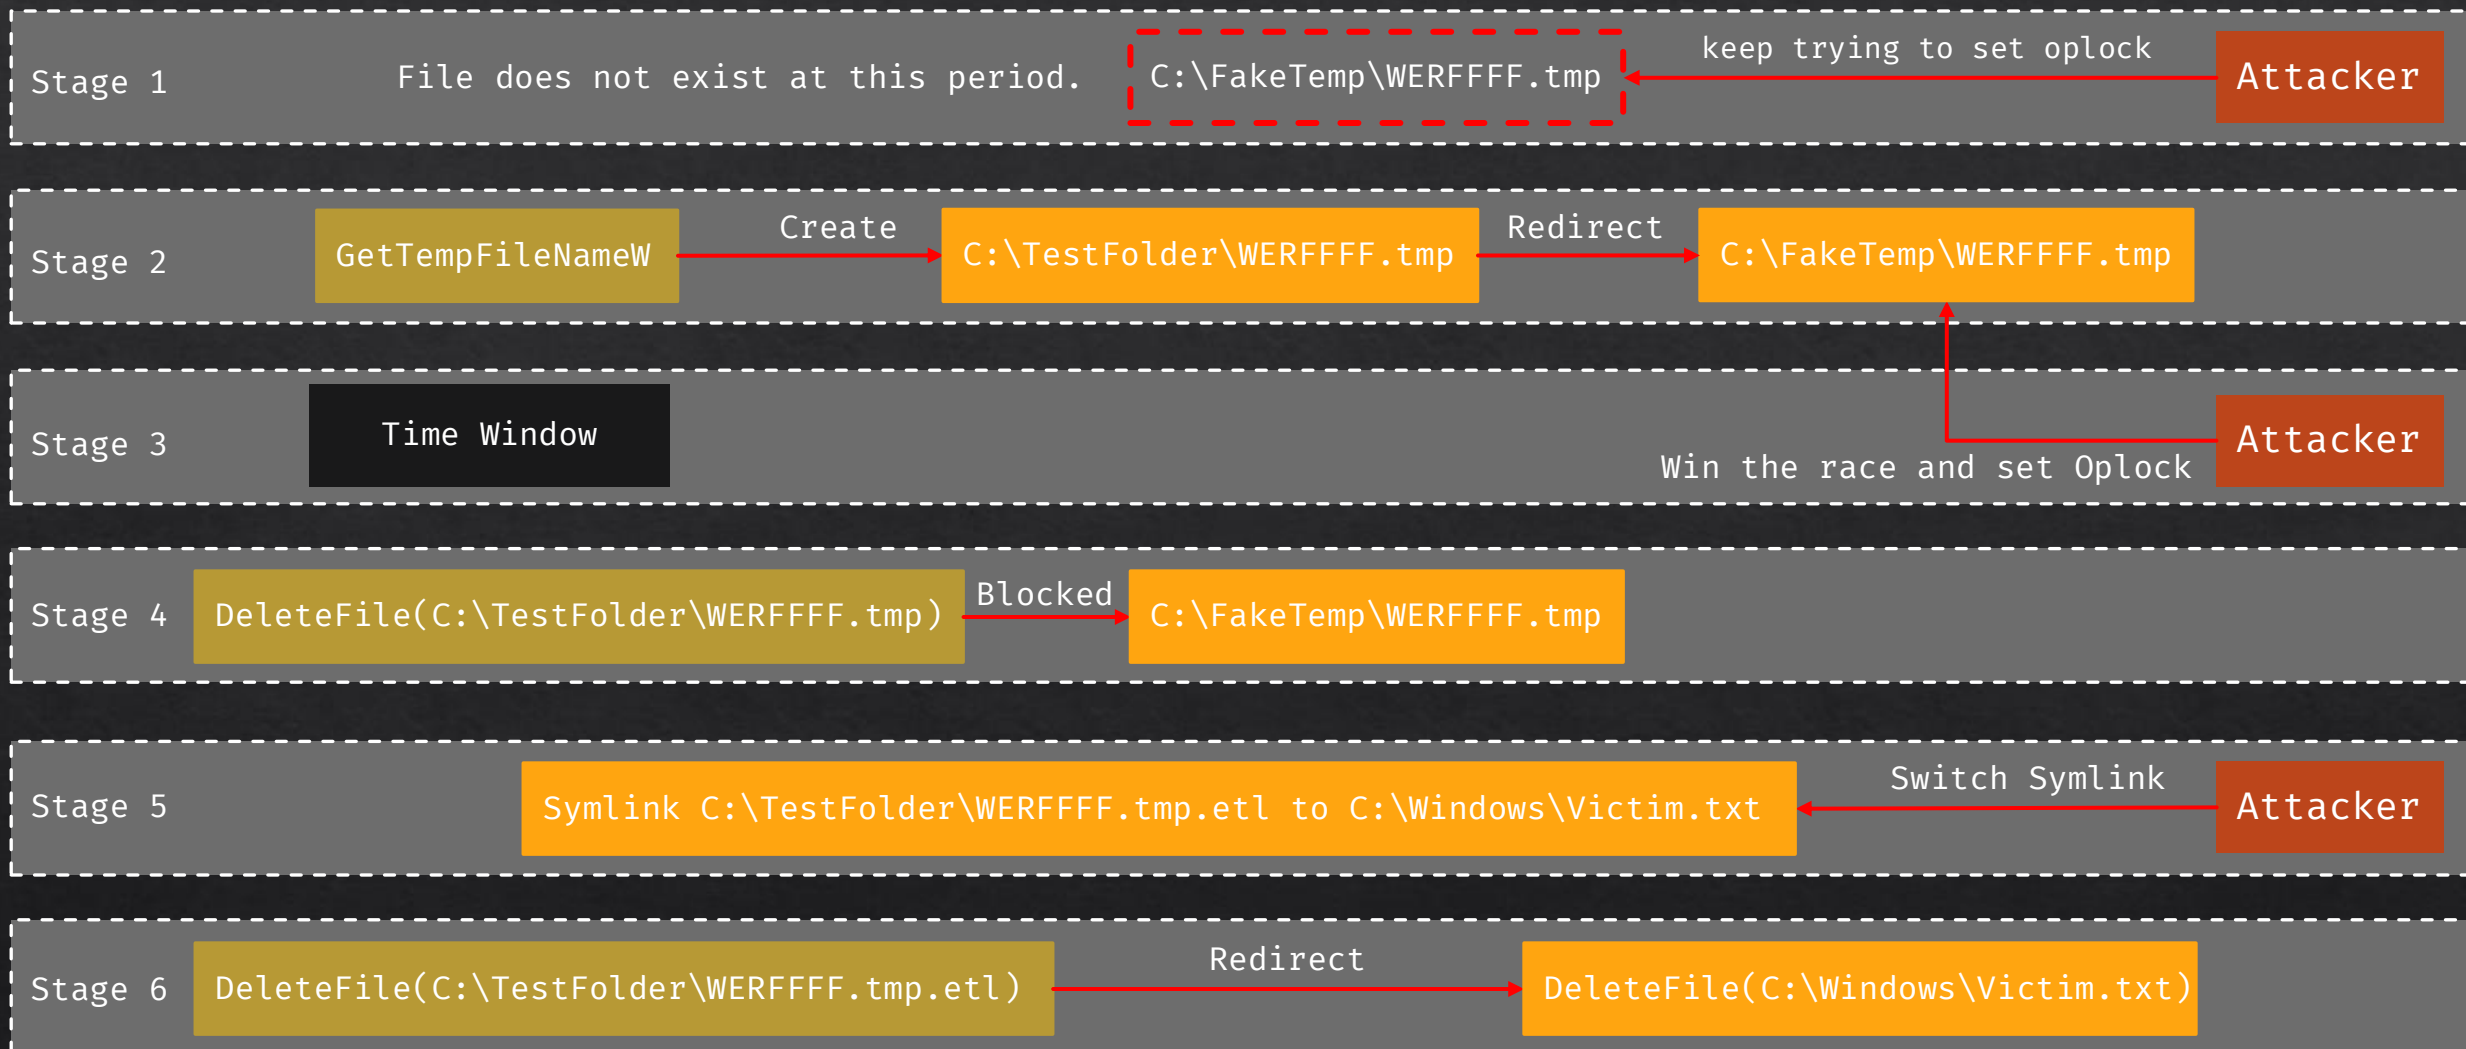 Stage 1
File does not exist at this period.
C:\FakeTemp\WERFFFF.tmp
keep trying to set oplock
Attacker
Stage 2
GetTempFileNameW
Create
C:\TestFolder\WERFFFF.tmp
Redirect
C:\FakeTemp\WERFFFF.tmp
Stage 3
Time Window
Win the race and set Oplock
Attacker
Stage 4
DeleteFile(C:\TestFolder\WERFFFF.tmp)
Blocked
C:\FakeTemp\WERFFFF.tmp
Stage 5
Symlink C:\TestFolder\WERFFFF.tmp.etl to C:\Windows\Victim.txt
Switch Symlink
Attacker
Stage 6
DeleteFile(C:\TestFolder\WERFFFF.tmp.etl)
Redirect
DeleteFile(C:\Windows\Victim.txt)